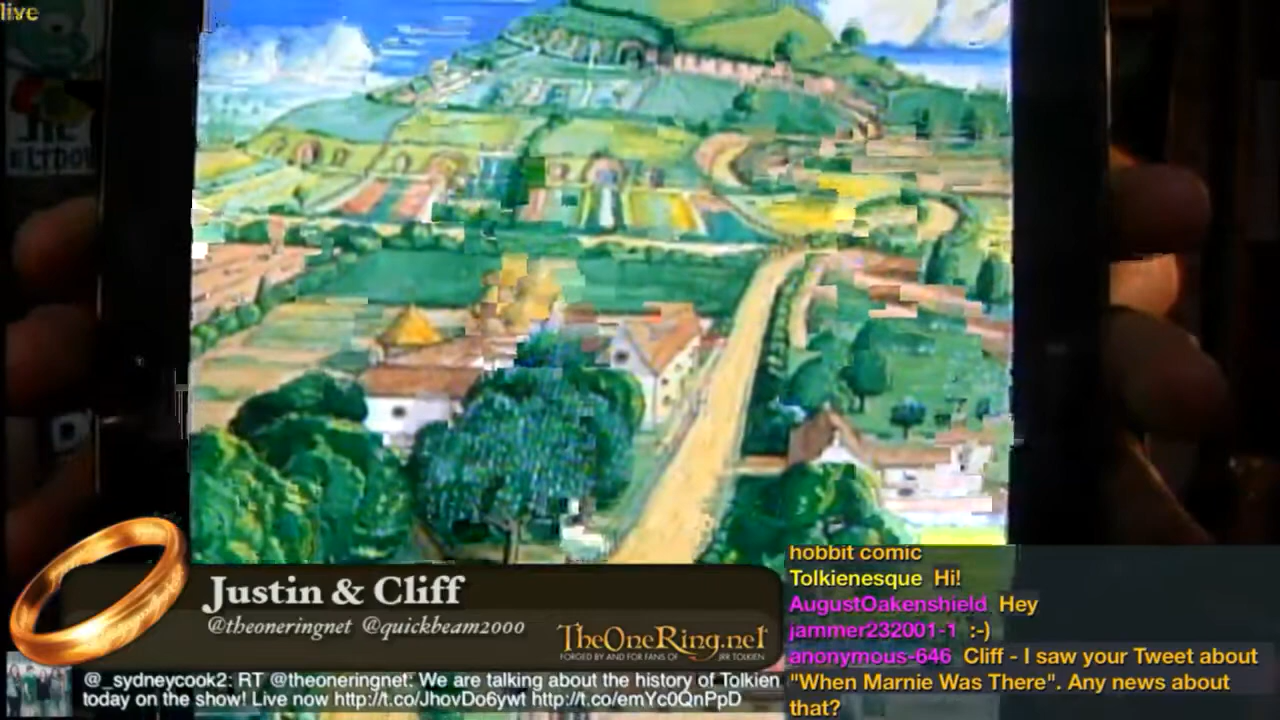 live
ELTDOW
hobbit comic
Tolkienesque Hi!
AugustOakenshield Hey
jammer232001-1 :-)
anonymous-646 Cliff - I saw your Tweet about
"When Marnie Was There". Any news about
that?
Justin & Cliff
@theoneringnet @quickbeam2000
TheOneRing.net
FORGED BY AND FOR FANS OF JRR TOLKIEN
@_sydneycook2: RT @theoneringnet: We are talking about the history of Tolkien
today on the show! Live now http://t.co/JhovDo6ywt http://t.co/emYc0QnPpD